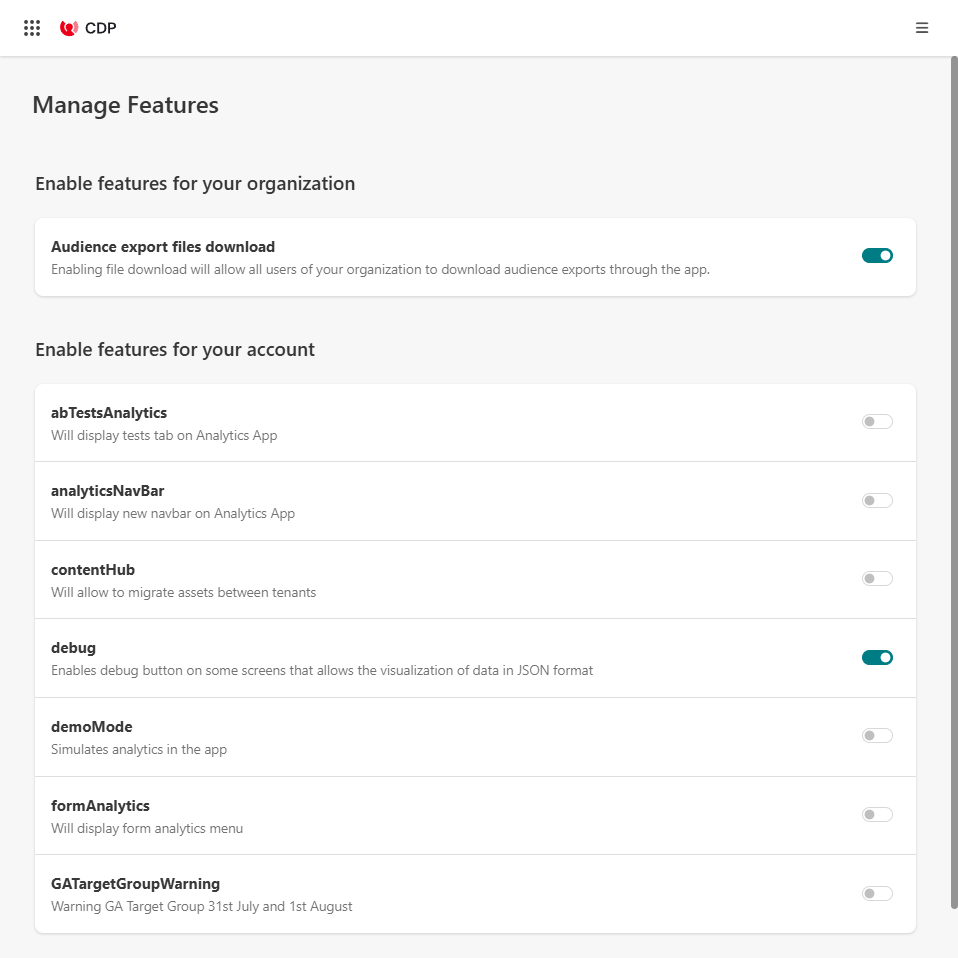 CDP
Manage Features
Enable features for your organization
Audience export files download
Enabling file download will allow all users of your organization to download audience exports through the app.
Enable features for your account
abTestsAnalytics
Will display tests tab on Analytics App
analyticsNavBar
Will display new navbar on Analytics App
contentHub
Will allow to migrate assets between tenants
debug
Enables debug button on some screens that allows the visualization of data in JSON format
demoMode
Simulates analytics in the app
formAnalytics
Will display form analytics menu
GATargetGroupWarning
Warning GA Target Group 31st July and 1st August